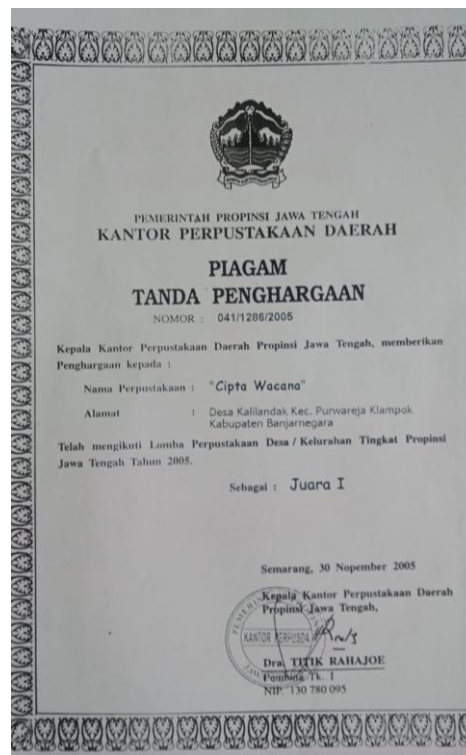 PEMERINTAH PROPINSI JAWA TENGAH
KANTOR PERPUSTAKAAN DAERAH
PIAGAM
TANDA PENGHARGAAN
NOMOR : 041/1286/2005
Kepala Kantor Perpustakaan Daerah Propinsi Jawa Tengah, memberikan
Penghargaan kepada :
Nama Perpustakaan : "Cipta Wacana"
Alamat : Desa Kalilandak Kec. Purwareja Klampok
Kabupaten Banjarnegara
Telah mengikuti Lomba Perpustakaan Desa / Kelurahan Tingkat Propinsi
Jawa Tengah Tahun 2005.
Sebagai : Juara I
Semarang, 30 Nopember 2005
Kepala Kantor Perpustakaan Daerah
Propinsi Jawa Tengah,
KANTOR PERPUSDA
Dra. TITIK RAHAJOE
Pembina Tk. I
NIP. 130 780 095